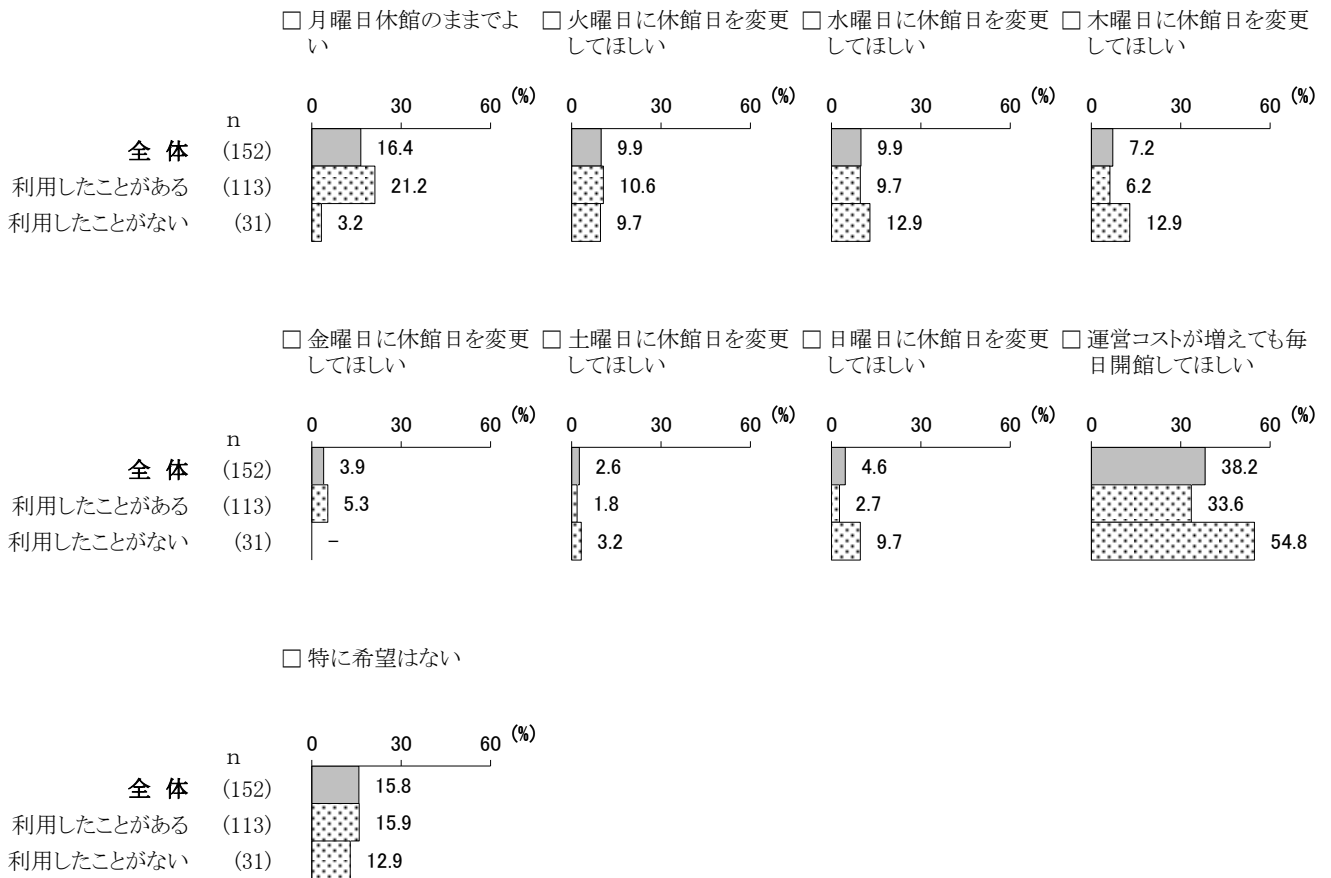 □ 月曜日休館のままでよ □ 火曜日に休館日を変更 □ 水曜日に休館日を変更 □ 木曜日に休館日を変更
い してほしい してほしい してほしい
0 30 60 (%) 0 30 60 (%) 0 30 60 (%) 0 30 60 (%)
n
全 体 (152) 16.4 9.9 9.9 7.2
利用したことがある (113) 21.2 10.6 9.7 6.2
利用したことがない (31) 3.2 9.7 12.9 12.9
□ 金曜日に休館日を変更 □ 土曜日に休館日を変更 □ 日曜日に休館日を変更 □ 運営コストが増えても毎
してほしい してほしい してほしい 日開館してほしい
0 30 60 (%) 0 30 60 (%) 0 30 60 (%) 0 30 60 (%)
n
全 体 (152) 3.9 2.6 4.6 38.2
利用したことがある (113) 5.3 1.8 2.7 33.6
利用したことがない (31) - 3.2 9.7 54.8
□ 特に希望はない
0 30 60 (%)
n
全 体 (152) 15.8
利用したことがある (113) 15.9
利用したことがない (31) 12.9